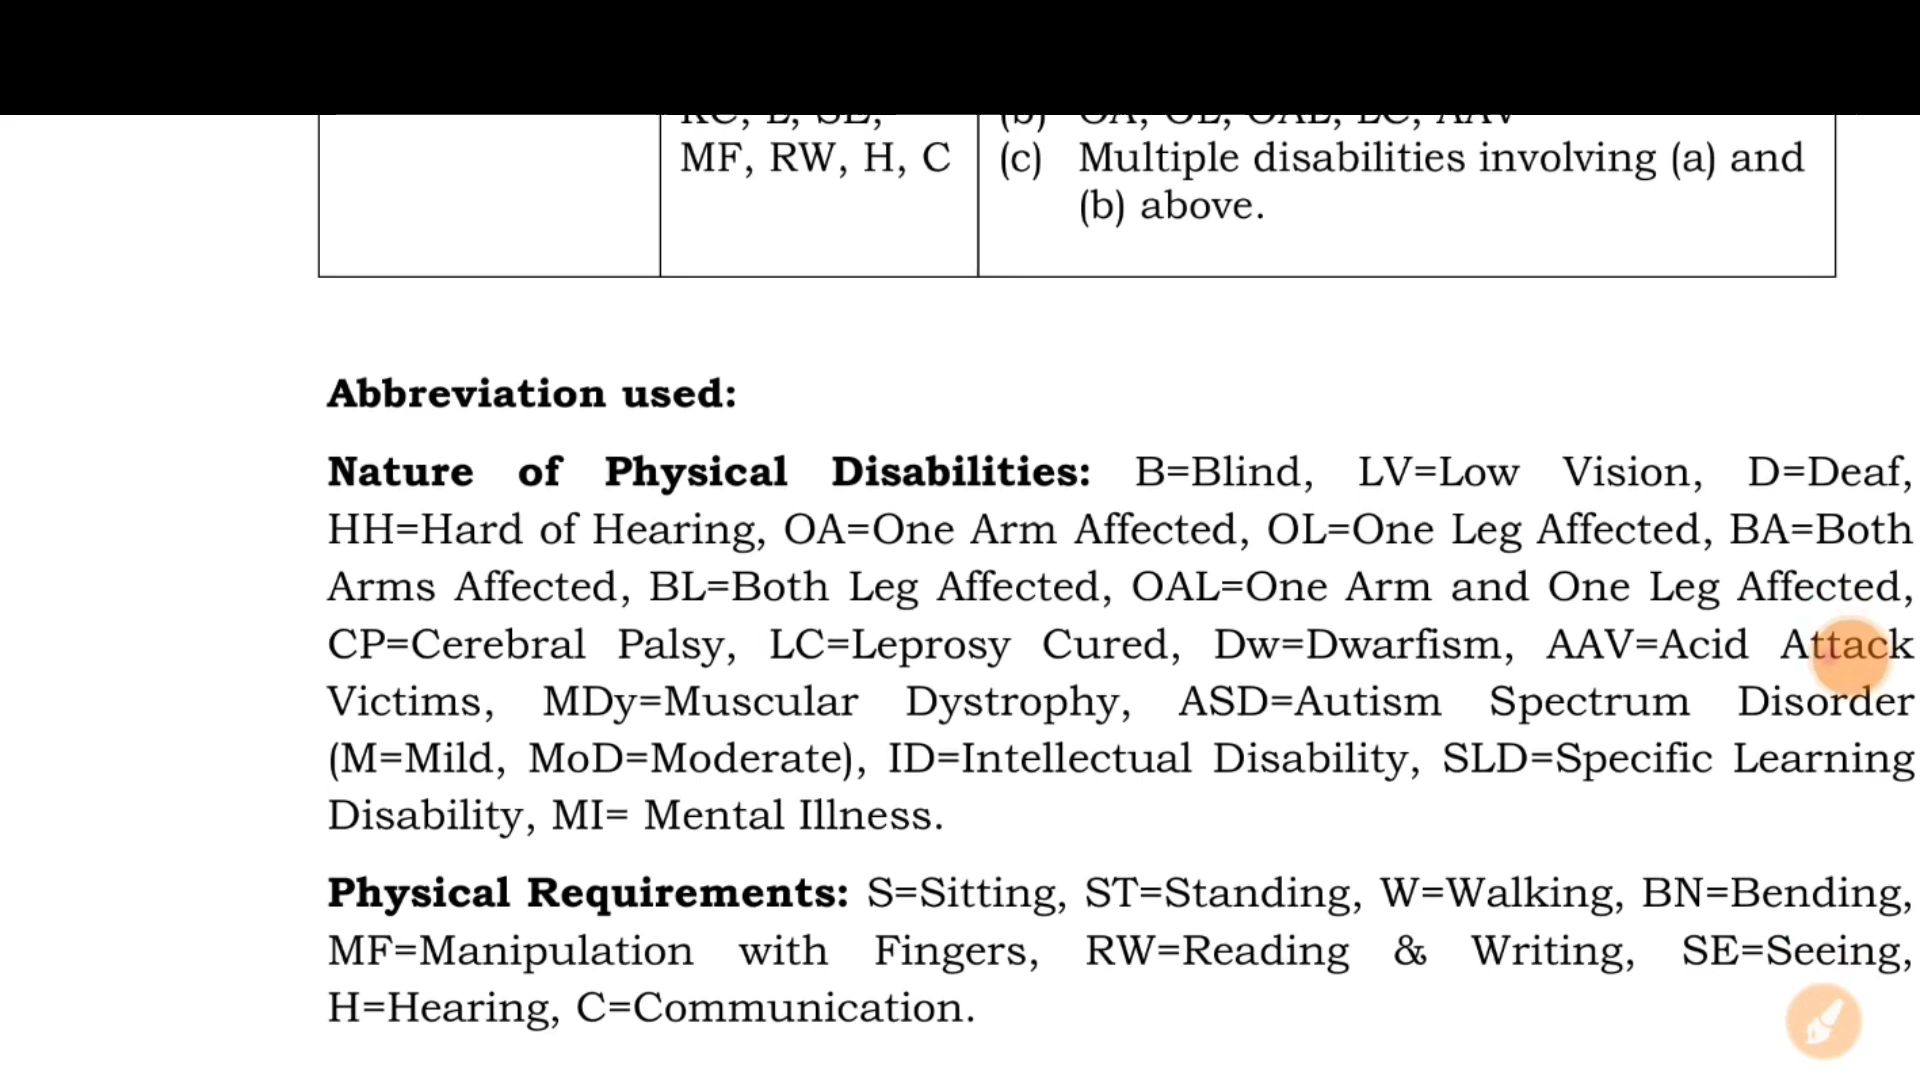 MF, RW, H, C
(b) OA, OL, OAL, LC, AAV
(c) Multiple disabilities involving (a) and
(b) above.
Abbreviation used:
Nature of Physical Disabilities: B=Blind, LV=Low Vision, D=Deaf,
HH=Hard of Hearing, OA=One Arm Affected, OL=One Leg Affected, BA=Both
Arms Affected, BL=Both Leg Affected, OAL=One Arm and One Leg Affected,
CP=Cerebral Palsy, LC=Leprosy Cured, Dw=Dwarfism, AAV=Acid Attack
Victims, MDy=Muscular Dystrophy, ASD=Autism Spectrum Disorder
(M=Mild, MoD=Moderate), ID=Intellectual Disability, SLD=Specific Learning
Disability, MI= Mental Illness.
Physical Requirements: S=Sitting, ST=Standing, W=Walking, BN=Bending,
MF=Manipulation with Fingers, RW=Reading & Writing, SE=Seeing,
H=Hearing, C=Communication.